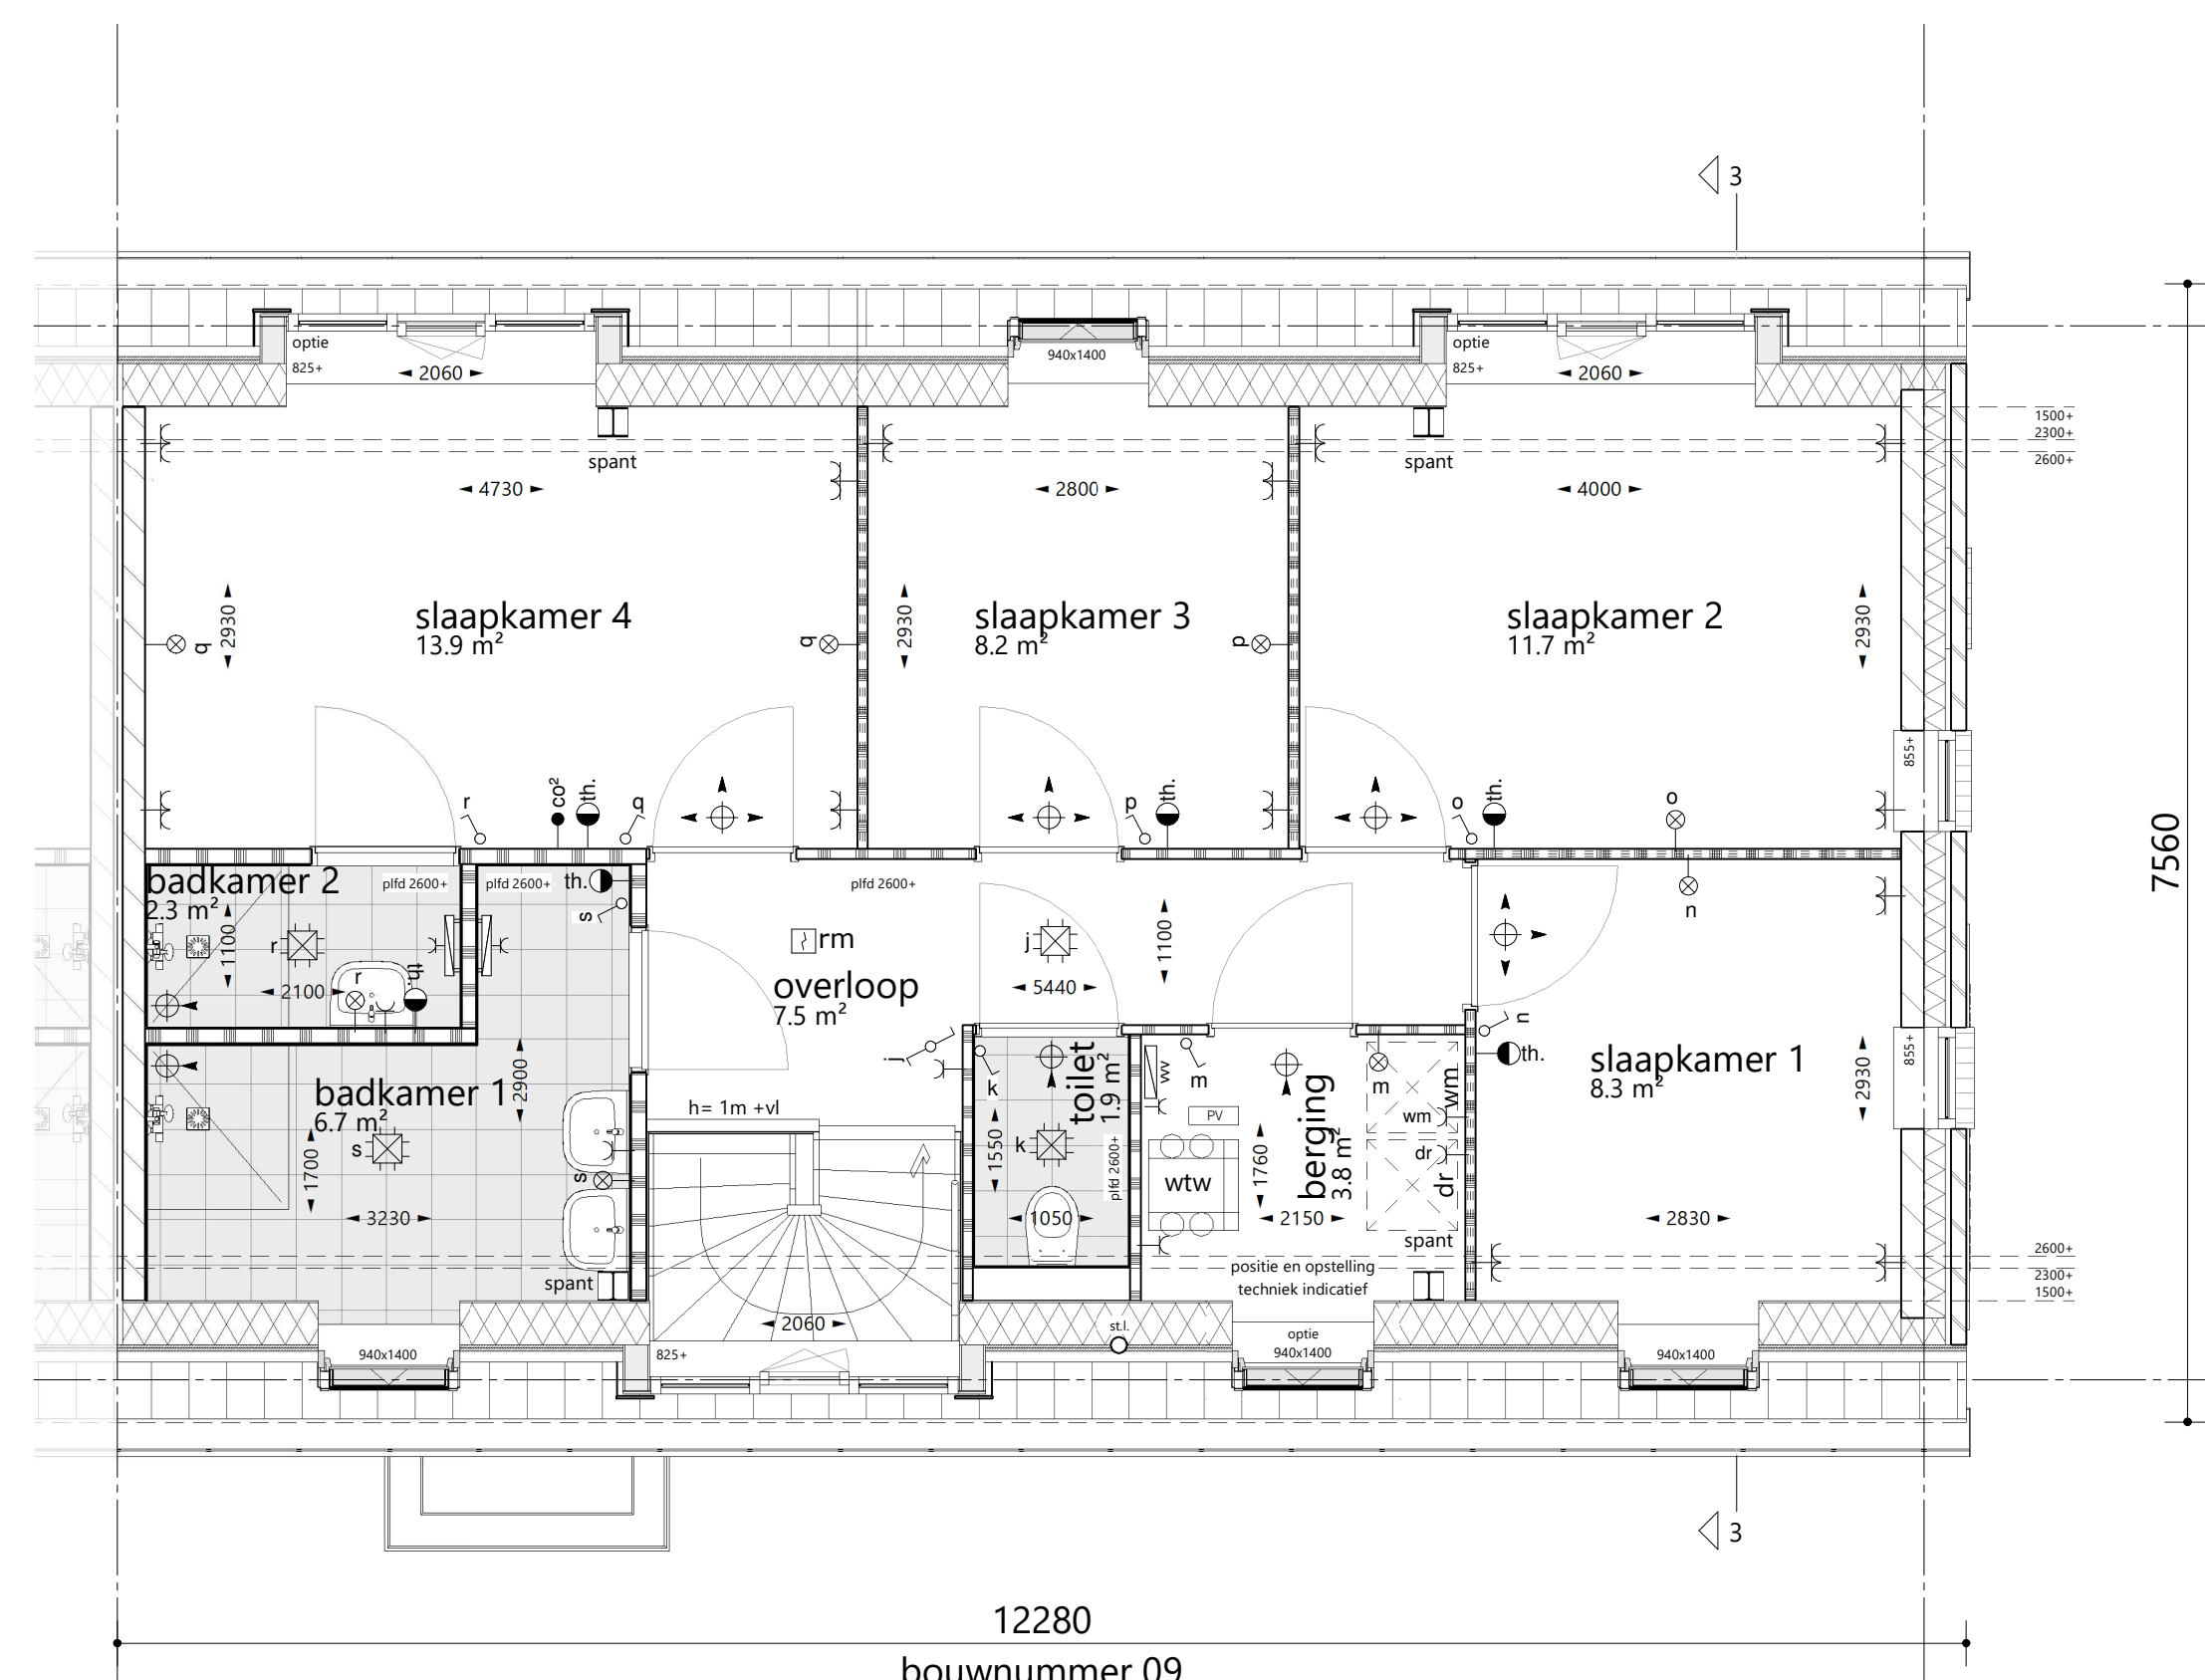 3
optie
825+
2060
940x1400
optie
825+
2060
1500+
2300+
2600+
spant
spant
4730
2800
4000
slaapkamer 4
13.9 m²
2930
q
q
slaapkamer 3
8.2 m²
2930
p
slaapkamer 2
11.7 m²
2930
855+
r
co²
th.
q
p
th.
o
th.
o
7560
badkamer 2
2.3 m²
plfd 2600+
plfd 2600+
th.
s
plfd 2600+
n
1100
r
2100
r
th.
rm
overloop
7.5 m²
j
5440
1100
n
th.
j
badkamer 1
6.7 m²
2900
s
1700
3230
s
spant
h= 1m +vl
k
toilet
1.9 m²
1550
k
plfd 2600+
1050
vv
m
PV
wtw
1760
berging
3.8 m²
2150
m
wm
wm
dr
dr
spant
positie en opstelling
techniek indicatief
slaapkamer 1
8.3 m²
855+
2930
2830
2600+
2300+
1500+
940x1400
2060
825+
st.l.
optie
940x1400
940x1400
3
12280
bouwnummer 09